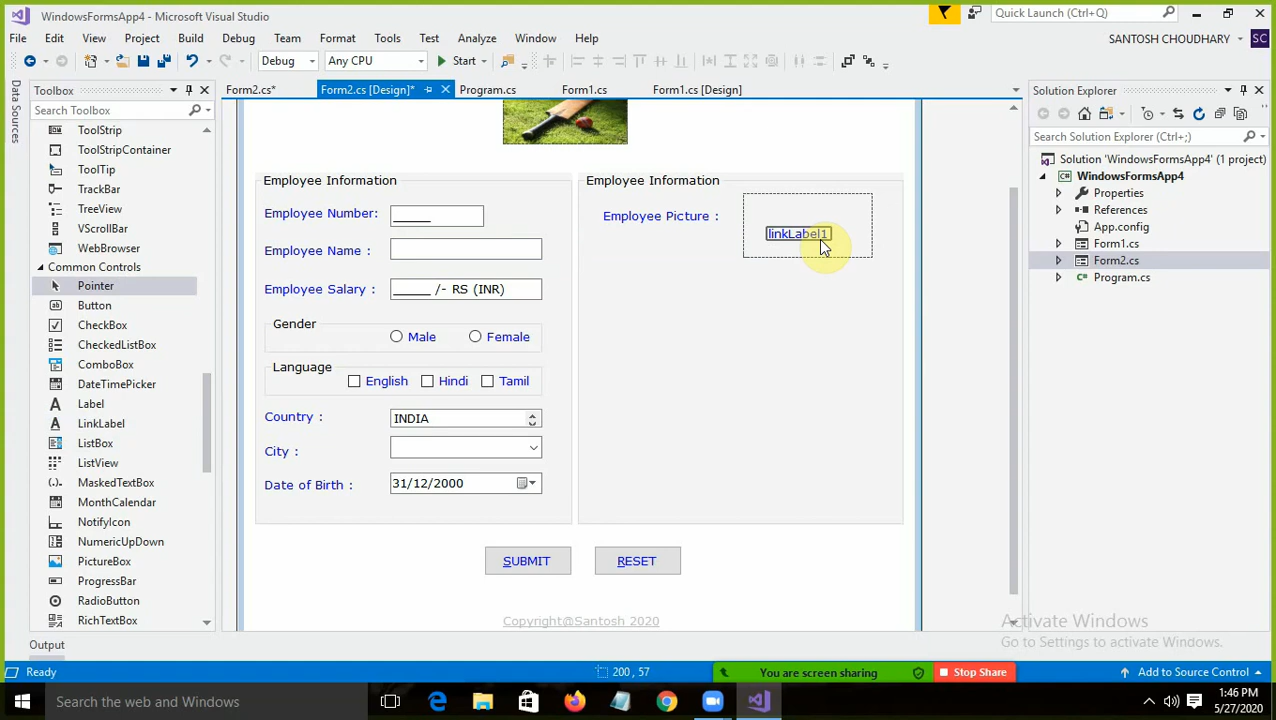 WindowsFormsApp4 - Microsoft Visual Studio
Quick Launch (Ctrl+Q)
File Edit View Project Build Debug Team Format Tools Test Analyze Window Help
SANTOSH CHOUDHARY SC
Debug Any CPU Start
Data Sources
Toolbox
Search Toolbox
ToolStrip
ToolStripContainer
ToolTip
TrackBar
TreeView
VScrollBar
WebBrowser
Common Controls
Pointer
Button
CheckBox
CheckedListBox
ComboBox
DateTimePicker
Label
LinkLabel
ListBox
ListView
MaskedTextBox
MonthCalendar
NotifyIcon
NumericUpDown
PictureBox
ProgressBar
RadioButton
RichTextBox
Form2.cs* Form2.cs [Design]* Program.cs Form1.cs Form1.cs [Design]
Employee Information
Employee Number: _____
Employee Name :
Employee Salary : _____ /- RS (INR)
Gender
Male Female
Language
English Hindi Tamil
Country : INDIA
City :
Date of Birth : 31/12/2000
Employee Information
Employee Picture :
linkLabel1
SUBMIT RESET
Copyright@Santosh 2020
Solution Explorer
Search Solution Explorer (Ctrl+;)
Solution 'WindowsFormsApp4' (1 project)
WindowsFormsApp4
Properties
References
App.config
Form1.cs
Form2.cs
Program.cs
Activate Windows
Go to Settings to activate Windows.
Output
Ready 200 , 57 You are screen sharing Stop Share Add to Source Control
Search the web and Windows
1:46 PM
5/27/2020